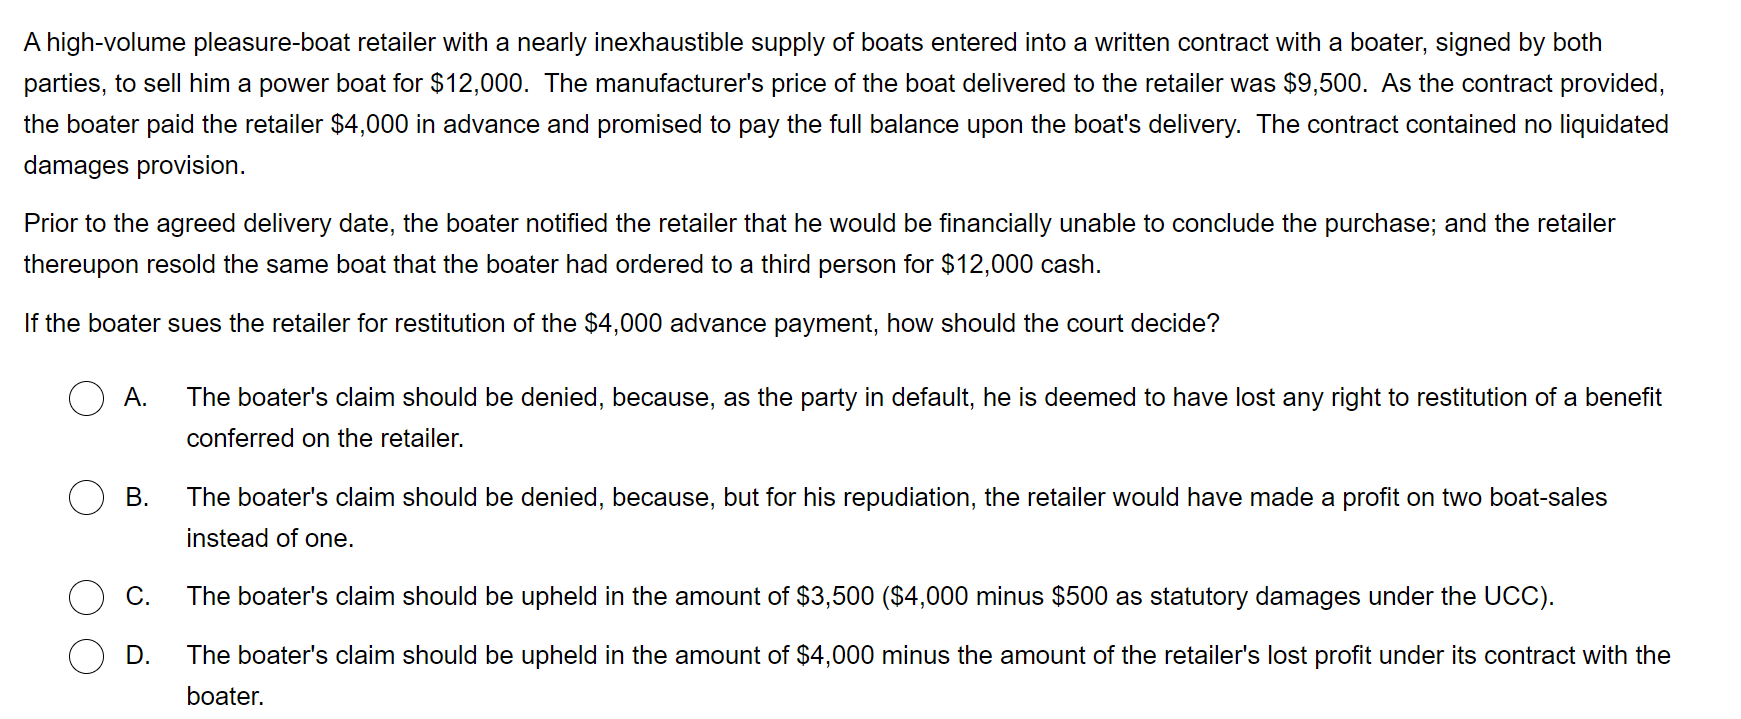 A high-volume pleasure-boat retailer with a nearly inexhaustible supply of boats entered into a written contract with a boater, signed by both
parties, to sell him a power boat for $12,000.  The manufacturer's price of the boat delivered to the retailer was $9,500.  As the contract provided,
the boater paid the retailer $4,000 in advance and promised to pay the full balance upon the boat's delivery.  The contract contained no liquidated
damages provision.
Prior to the agreed delivery date, the boater notified the retailer that he would be financially unable to conclude the purchase; and the retailer
thereupon resold the same boat that the boater had ordered to a third person for $12,000 cash.
If the boater sues the retailer for restitution of the $4,000 advance payment, how should the court decide?
A. The boater's claim should be denied, because, as the party in default, he is deemed to have lost any right to restitution of a benefit
conferred on the retailer.
B. The boater's claim should be denied, because, but for his repudiation, the retailer would have made a profit on two boat-sales
instead of one.
C. The boater's claim should be upheld in the amount of $3,500 ($4,000 minus $500 as statutory damages under the UCC).
D. The boater's claim should be upheld in the amount of $4,000 minus the amount of the retailer's lost profit under its contract with the
boater.